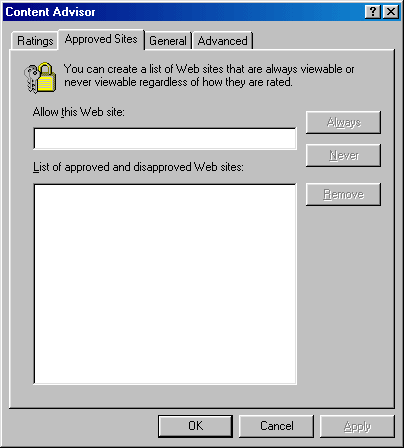 Content Advisor
Ratings Approved Sites General Advanced
You can create a list of Web sites that are always viewable or
never viewable regardless of how they are rated.
Allow this Web site:
Always
Never
List of approved and disapproved Web sites:
Remove
OK Cancel Apply